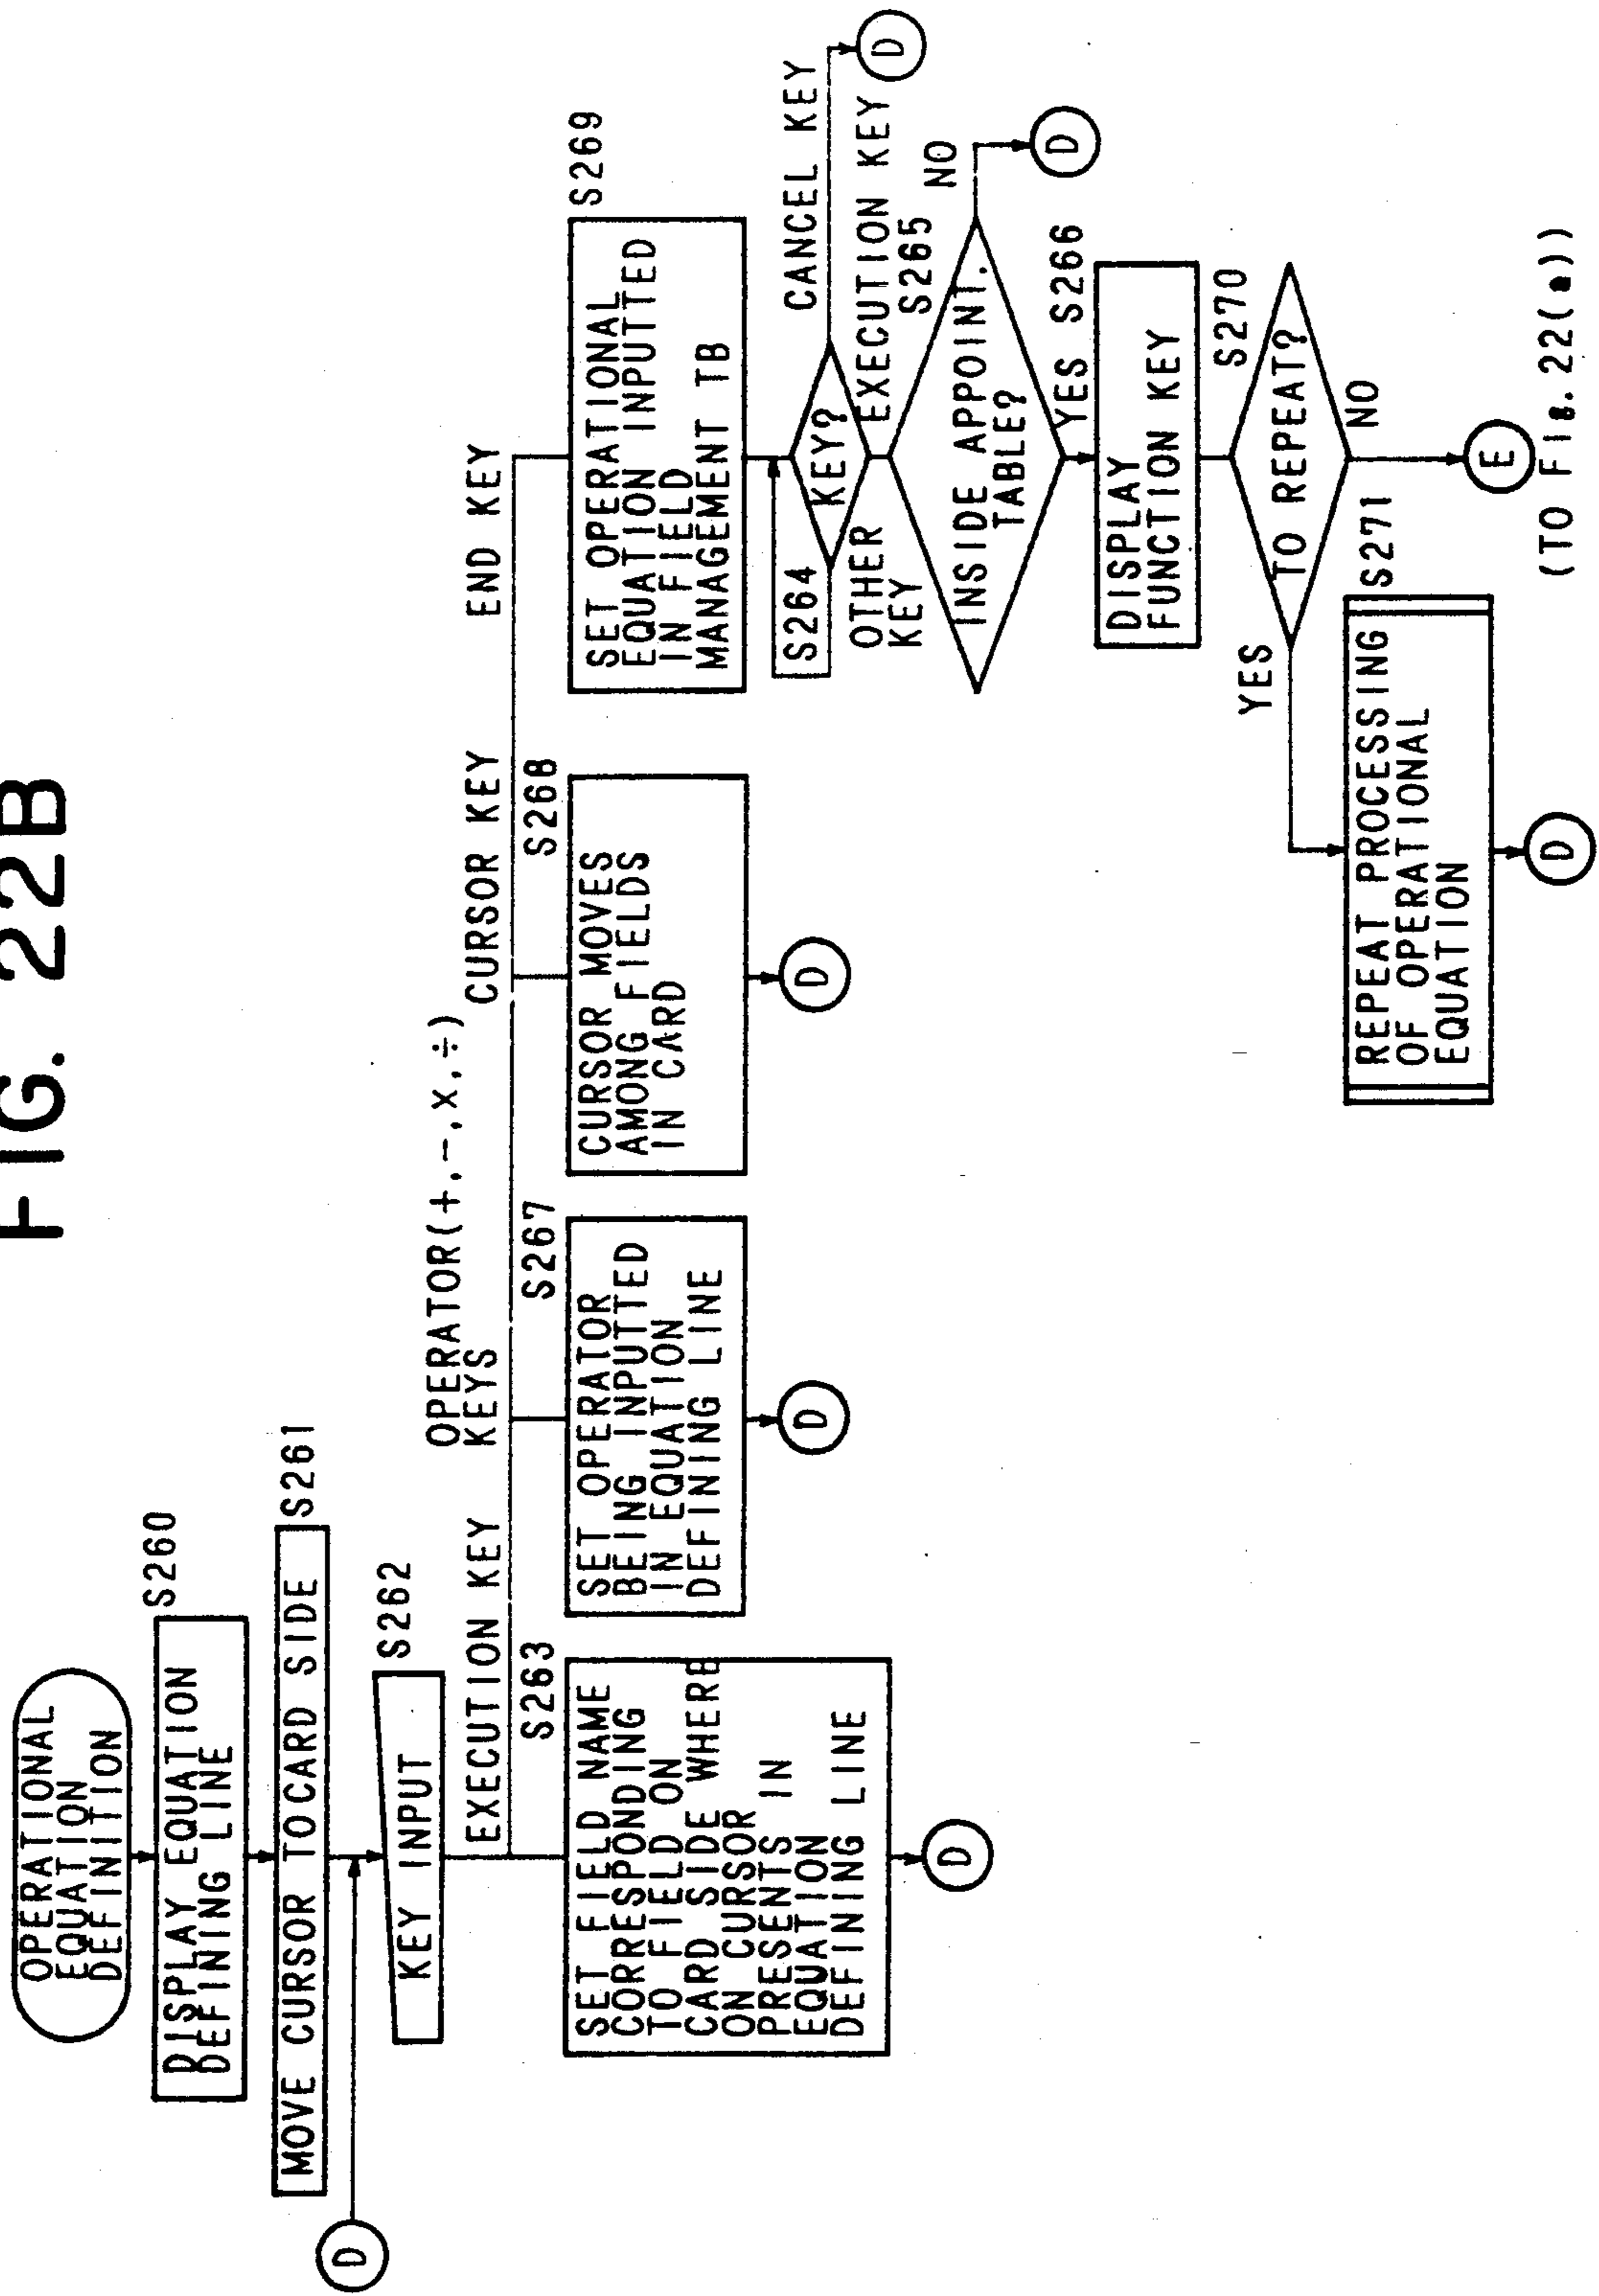 FIG. 22B
OPERATIONAL
EQUATION
DEFINITION
S260
DISPLAY EQUATION
DEFINING LINE
S261
MOVE CURSOR TOCARD SIDE
D
S262
KEY INPUT
EXECUTION KEY
OPERATOR(+,-,×,÷)
KEYS
CURSOR KEY
END KEY
S263
SET FIELD NAME
CORRESPONDING
TO FIELD ON
CARD SIDE WHERE
ON CURSOR
PRESENTS IN
EQUATION
DEFINING LINE
D
S267
SET OPERATOR
BEING INPUTTED
IN EQUATION
DEFINING LINE
D
S268
CURSOR MOVES
AMONG FIELDS
IN CARD
D
S269
SET OPERATIONAL
EQUATION INPUTTED
IN FIELD
MANAGEMENT TB
S264
KEY?
CANCEL KEY
D
OTHER
KEY
EXECUTION KEY
S265
INSIDE APPOINT.
TABLE?
NO
D
YES
S266
DISPLAY
FUNCTION KEY
S270
TO REPEAT?
YES
NO
S271
REPEAT PROCESSING
OF OPERATIONAL
EQUATION
D
E
(TO FIG. 22(a))